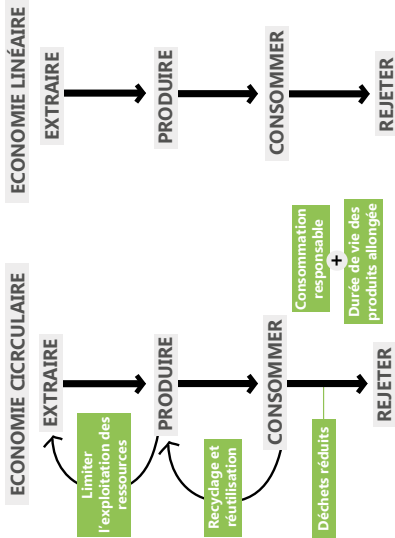 ECONOMIE LINÉAIRE
EXTRAIRE
PRODUIRE
CONSOMMER
REJETER
ECONOMIE CICRCULAIRE
EXTRAIRE
PRODUIRE
CONSOMMER
REJETER
Limiter
l'exploitation des
ressources
Recyclage et
réutilisation
Déchets réduits
Consommation
responsable
+
Durée de vie des
produits allongée